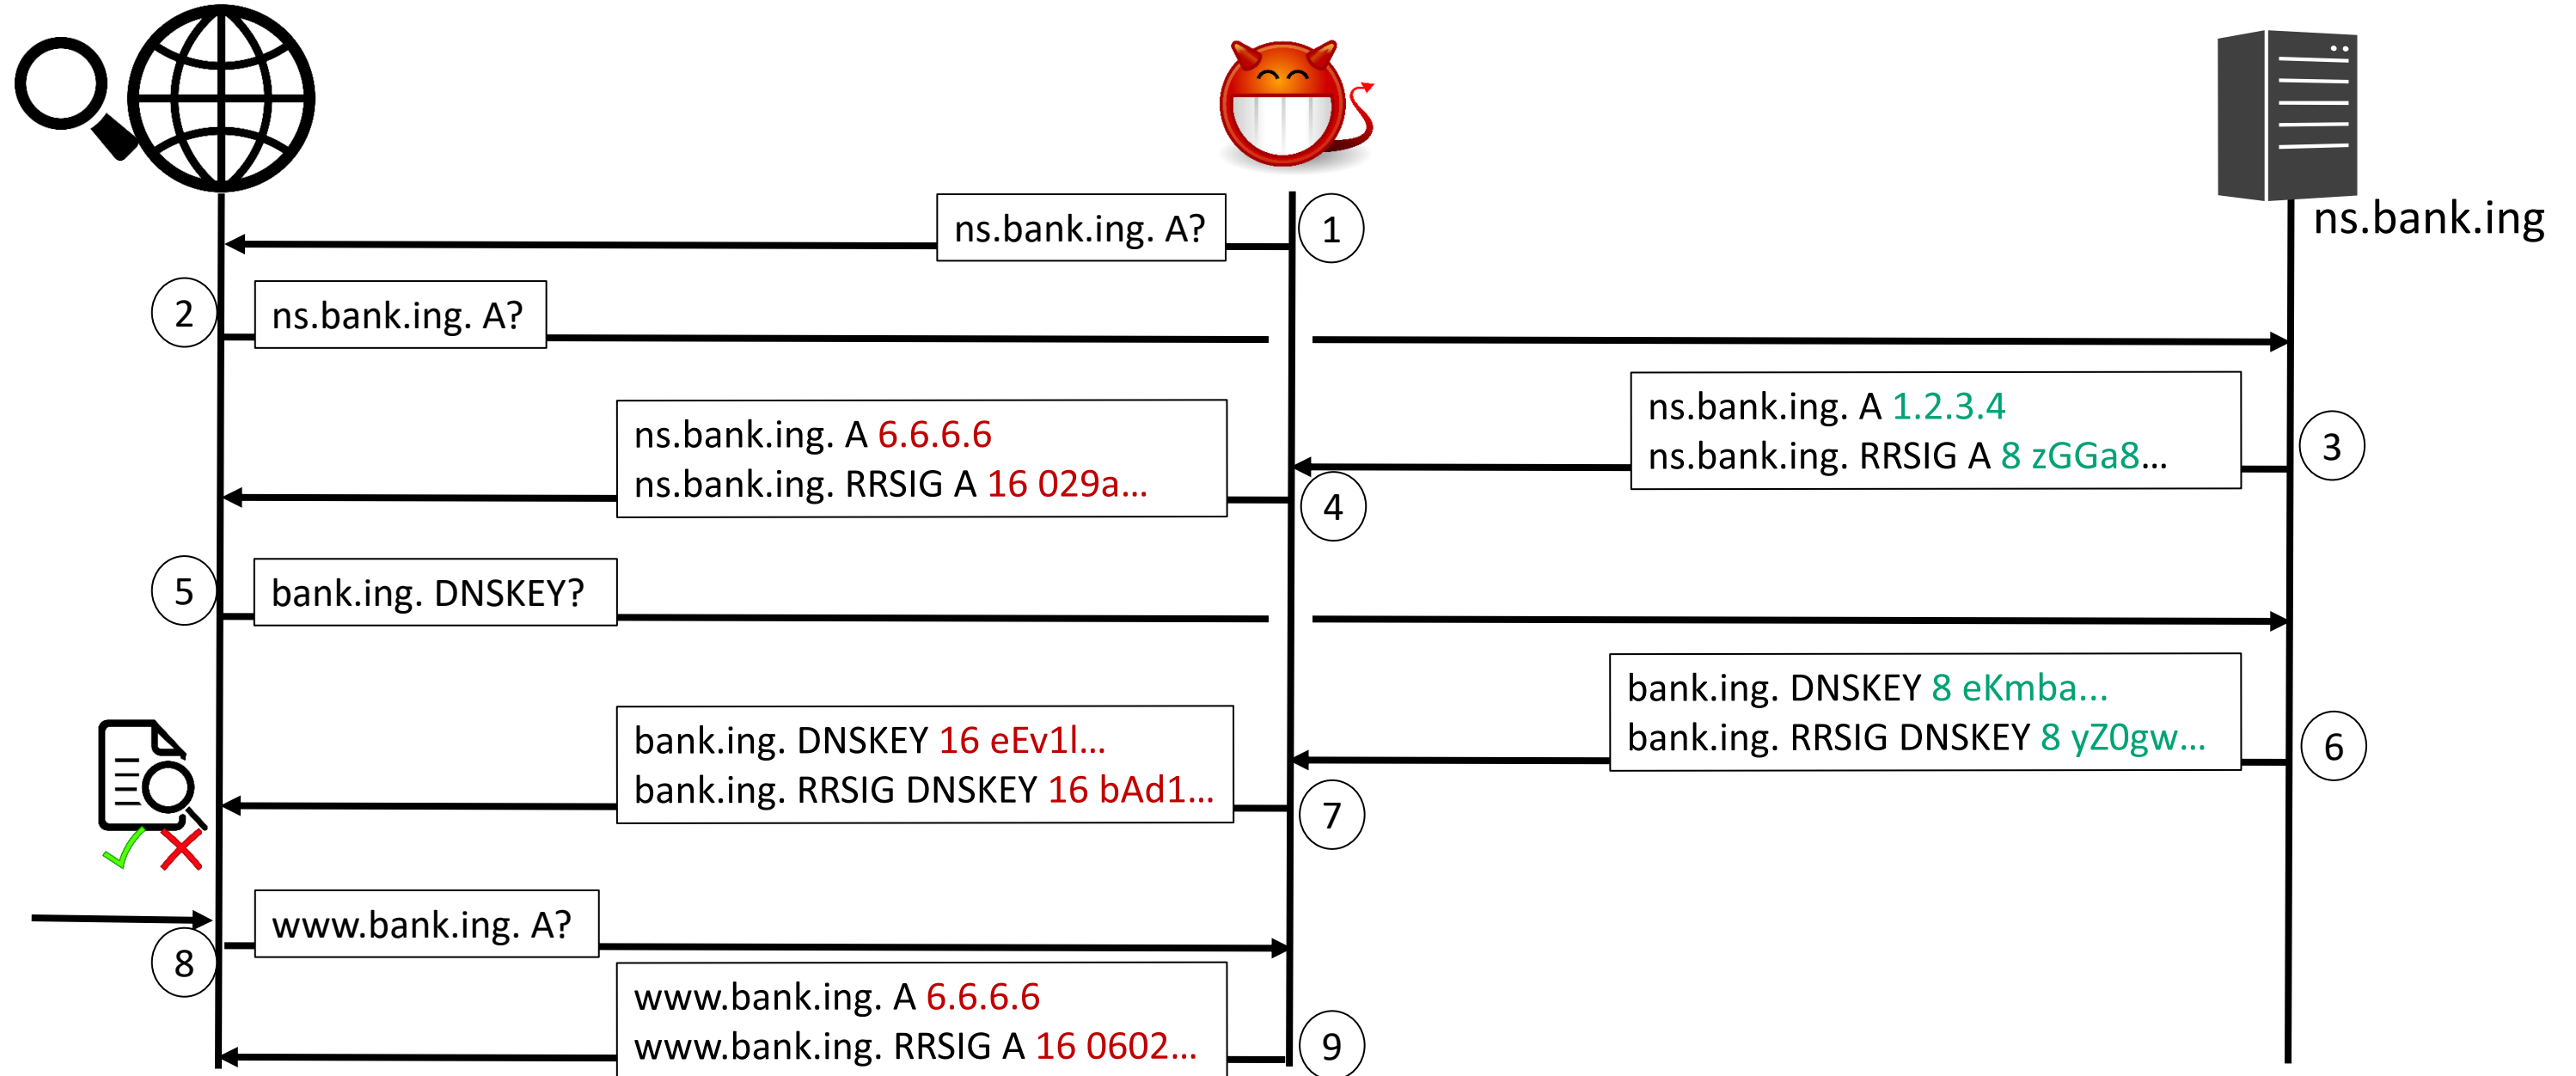 ns.bank.ing
ns.bank.ing. A?
1
2
ns.bank.ing. A?
ns.bank.ing. A 1.2.3.4
ns.bank.ing. RRSIG A 8 zGGa8...
3
ns.bank.ing. A 6.6.6.6
ns.bank.ing. RRSIG A 16 029a...
4
5
bank.ing. DNSKEY?
bank.ing. DNSKEY 8 eKmba...
bank.ing. RRSIG DNSKEY 8 yZ0gw...
6
bank.ing. DNSKEY 16 eEv1l...
bank.ing. RRSIG DNSKEY 16 bAd1...
7
www.bank.ing. A?
8
www.bank.ing. A 6.6.6.6
www.bank.ing. RRSIG A 16 0602...
9